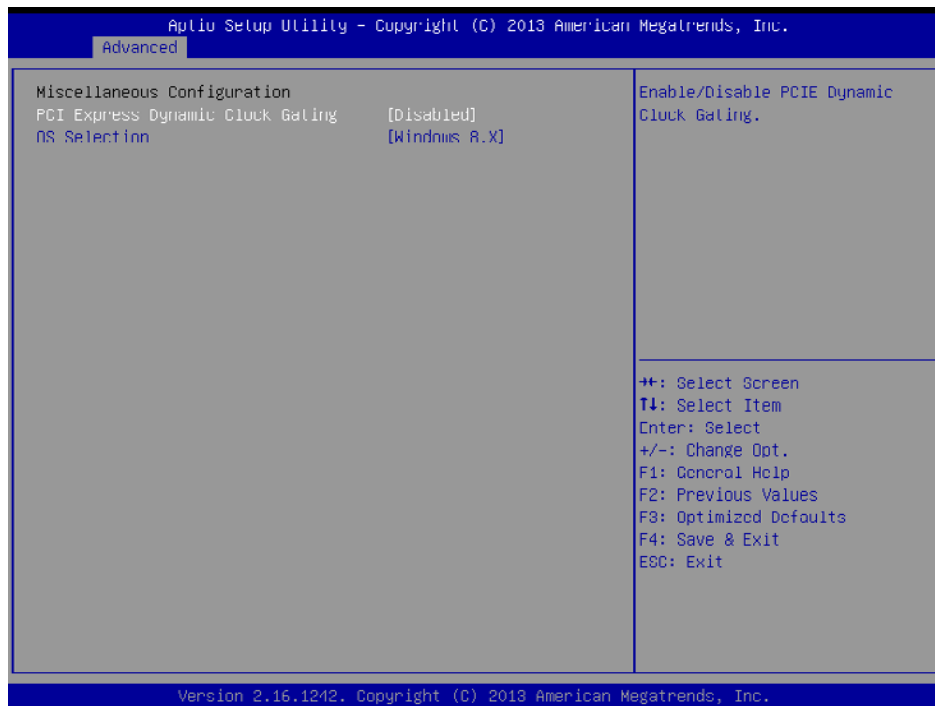 Aptio Setup Utility – Copyright (C) 2013 American Megatrends, Inc.
Advanced
Miscellaneous Configuration
PCI Express Dynamic Clock Gating [Disabled]
OS Selection [Windows 8.X]
Enable/Disable PCIE Dynamic
Clock Gating.
→←: Select Screen
↑↓: Select Item
Enter: Select
+/-: Change Opt.
F1: General Help
F2: Previous Values
F3: Optimized Defaults
F4: Save & Exit
ESC: Exit
Version 2.16.1242. Copyright (C) 2013 American Megatrends, Inc.